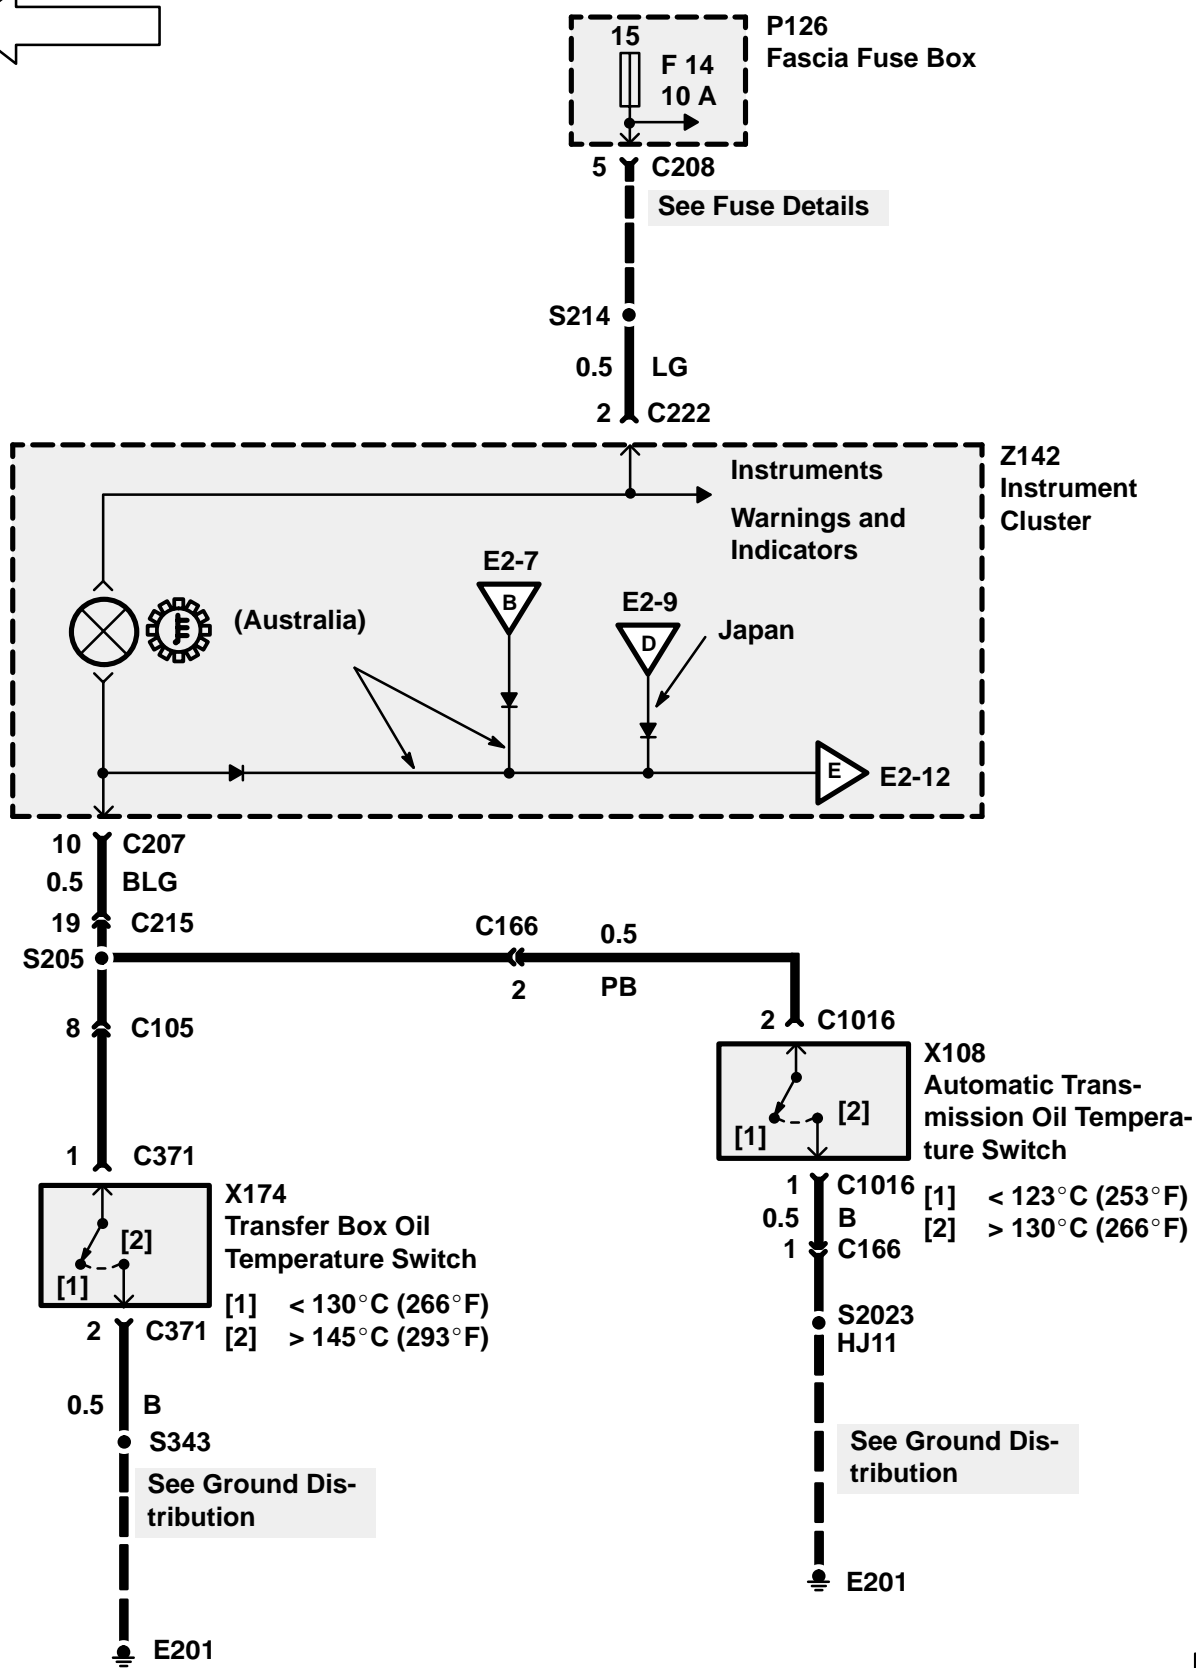 P126
Fascia Fuse Box
15
F 14
10 A
5 C208
See Fuse Details
S214
0.5 LG
2 C222
Z142
Instrument
Cluster
Instruments
Warnings and
Indicators
E2-7
B
E2-9
D
(Australia)
Japan
E
E2-12
10 C207
0.5 BLG
19 C215
S205
C166
2
0.5
PB
8 C105
2 C1016
X108
Automatic Trans-
mission Oil Tempera-
ture Switch
[1] < 123°C (253°F)
[2] > 130°C (266°F)
[1]
[2]
1 C371
X174
Transfer Box Oil
Temperature Switch
[1] < 130°C (266°F)
[2] > 145°C (293°F)
[1]
[2]
1 C1016
0.5 B
1 C166
S2023
HJ11
2 C371
0.5 B
S343
See Ground Dis-
tribution
See Ground Dis-
tribution
E201
E201